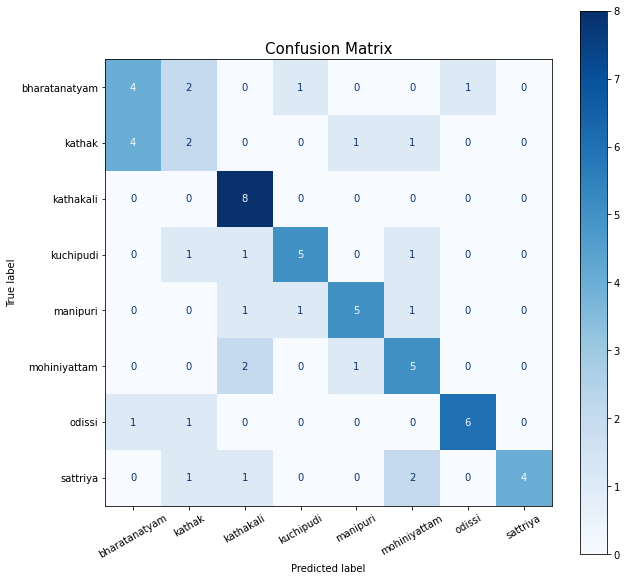 Confusion Matrix
bharatanatyam 4 2 0 1 0 0 1 0
kathak 4 2 0 0 1 1 0 0
kathakali 0 0 8 0 0 0 0 0
kuchipudi 0 1 1 5 0 1 0 0
manipuri 0 0 1 1 5 1 0 0
mohiniyattam 0 0 2 0 1 5 0 0
odissi 1 1 0 0 0 0 6 0
sattriya 0 1 1 0 0 2 0 4
True label
bharatanatyam kathak kathakali kuchipudi manipuri mohiniyattam odissi sattriya
Predicted label
8
7
6
5
4
3
2
1
0